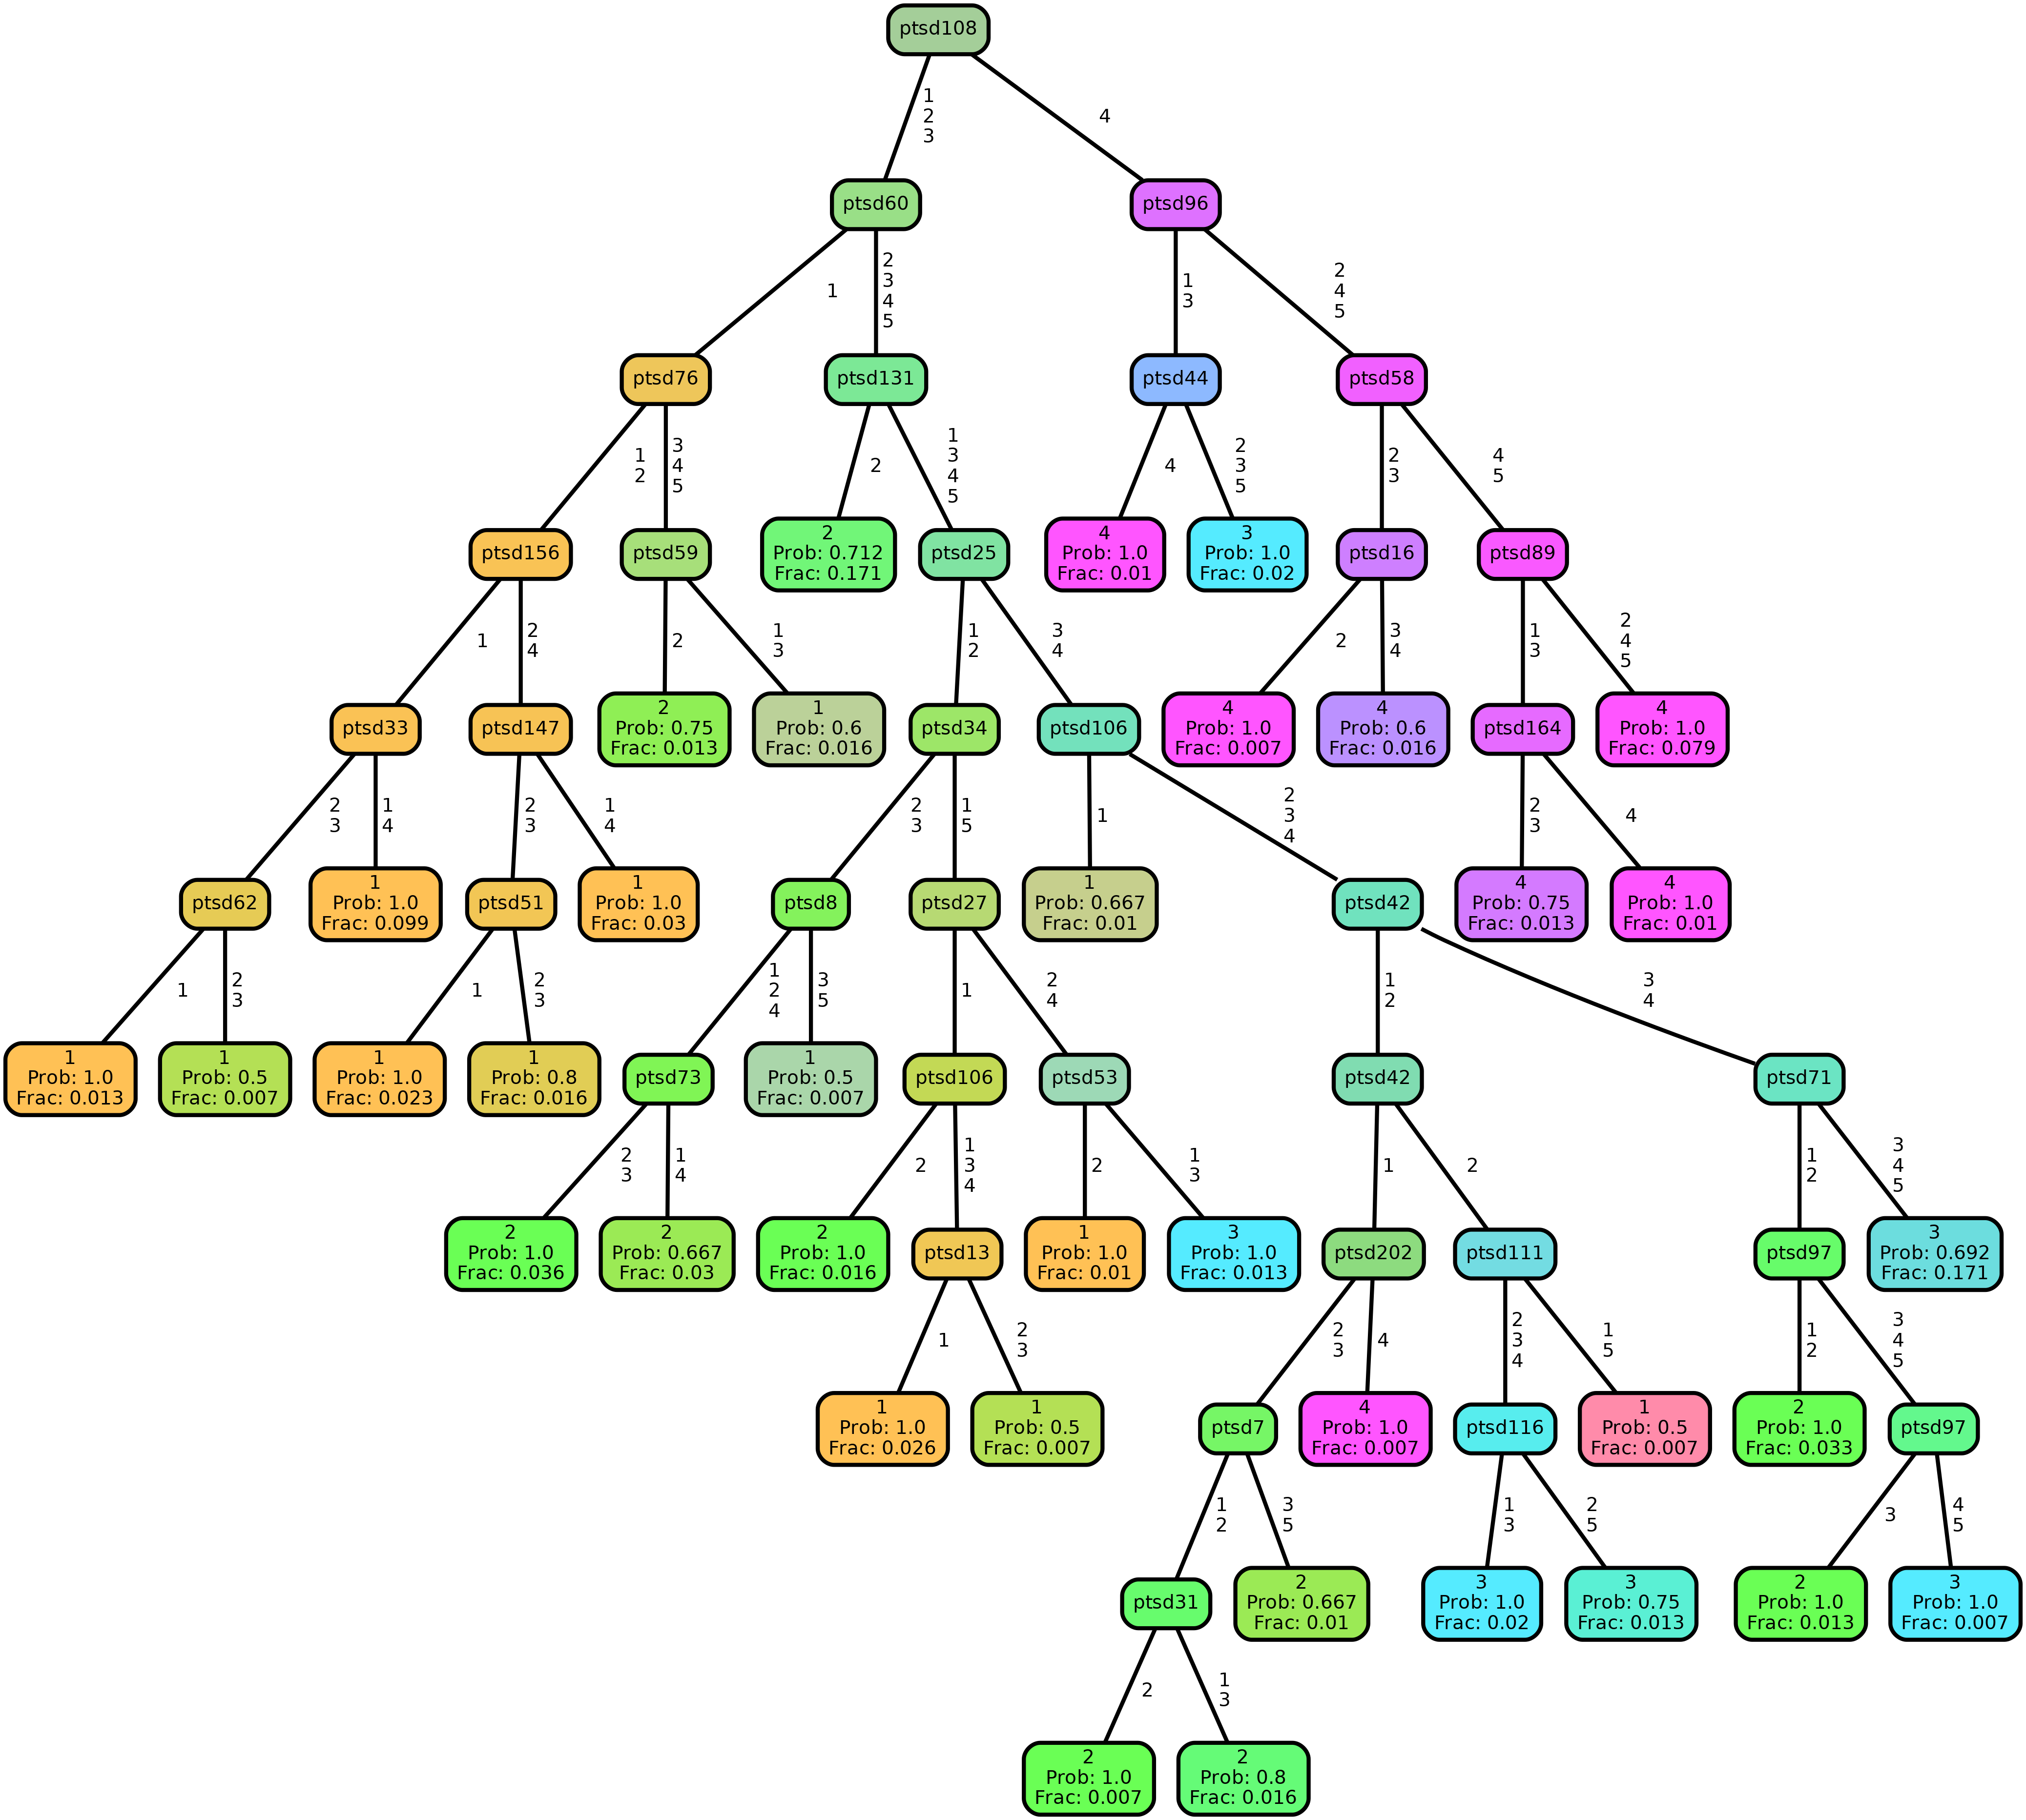 ptsd108
1
2
3
4
ptsd60
ptsd96
1
2
3
4
5
1
3
2
4
5
ptsd76
ptsd131
ptsd44
ptsd58
1
2
3
4
5
2
1
3
4
5
4
2
3
5
2
3
4
5
ptsd156
ptsd59
2
Prob: 0.712
Frac: 0.171
ptsd25
4
Prob: 1.0
Frac: 0.01
3
Prob: 1.0
Frac: 0.02
ptsd16
ptsd89
1
2
4
2
1
3
1
2
3
4
2
3
4
1
3
2
4
5
ptsd33
ptsd147
2
Prob: 0.75
Frac: 0.013
1
Prob: 0.6
Frac: 0.016
ptsd34
ptsd106
4
Prob: 1.0
Frac: 0.007
4
Prob: 0.6
Frac: 0.016
ptsd164
4
Prob: 1.0
Frac: 0.079
2
3
1
4
2
3
1
4
2
3
1
5
1
2
3
4
2
3
4
ptsd62
1
Prob: 1.0
Frac: 0.099
ptsd51
1
Prob: 1.0
Frac: 0.03
ptsd8
ptsd27
1
Prob: 0.667
Frac: 0.01
ptsd42
4
Prob: 0.75
Frac: 0.013
4
Prob: 1.0
Frac: 0.01
1
2
3
1
2
3
1
2
4
3
5
1
2
4
1
2
3
4
1
Prob: 1.0
Frac: 0.013
1
Prob: 0.5
Frac: 0.007
1
Prob: 1.0
Frac: 0.023
1
Prob: 0.8
Frac: 0.016
ptsd73
1
Prob: 0.5
Frac: 0.007
ptsd106
ptsd53
ptsd42
ptsd71
2
3
1
4
2
1
3
4
2
1
3
1
2
1
2
3
4
5
2
Prob: 1.0
Frac: 0.036
2
Prob: 0.667
Frac: 0.03
2
Prob: 1.0
Frac: 0.016
ptsd13
1
Prob: 1.0
Frac: 0.01
3
Prob: 1.0
Frac: 0.013
ptsd202
ptsd111
ptsd97
3
Prob: 0.692
Frac: 0.171
1
2
3
2
3
4
2
3
4
1
5
1
2
3
4
5
1
Prob: 1.0
Frac: 0.026
1
Prob: 0.5
Frac: 0.007
ptsd7
4
Prob: 1.0
Frac: 0.007
ptsd116
1
Prob: 0.5
Frac: 0.007
2
Prob: 1.0
Frac: 0.033
ptsd97
1
2
3
5
1
3
2
5
3
4
5
ptsd31
2
Prob: 0.667
Frac: 0.01
3
Prob: 1.0
Frac: 0.02
3
Prob: 0.75
Frac: 0.013
2
Prob: 1.0
Frac: 0.013
3
Prob: 1.0
Frac: 0.007
2
1
3
2
Prob: 1.0
Frac: 0.007
2
Prob: 0.8
Frac: 0.016